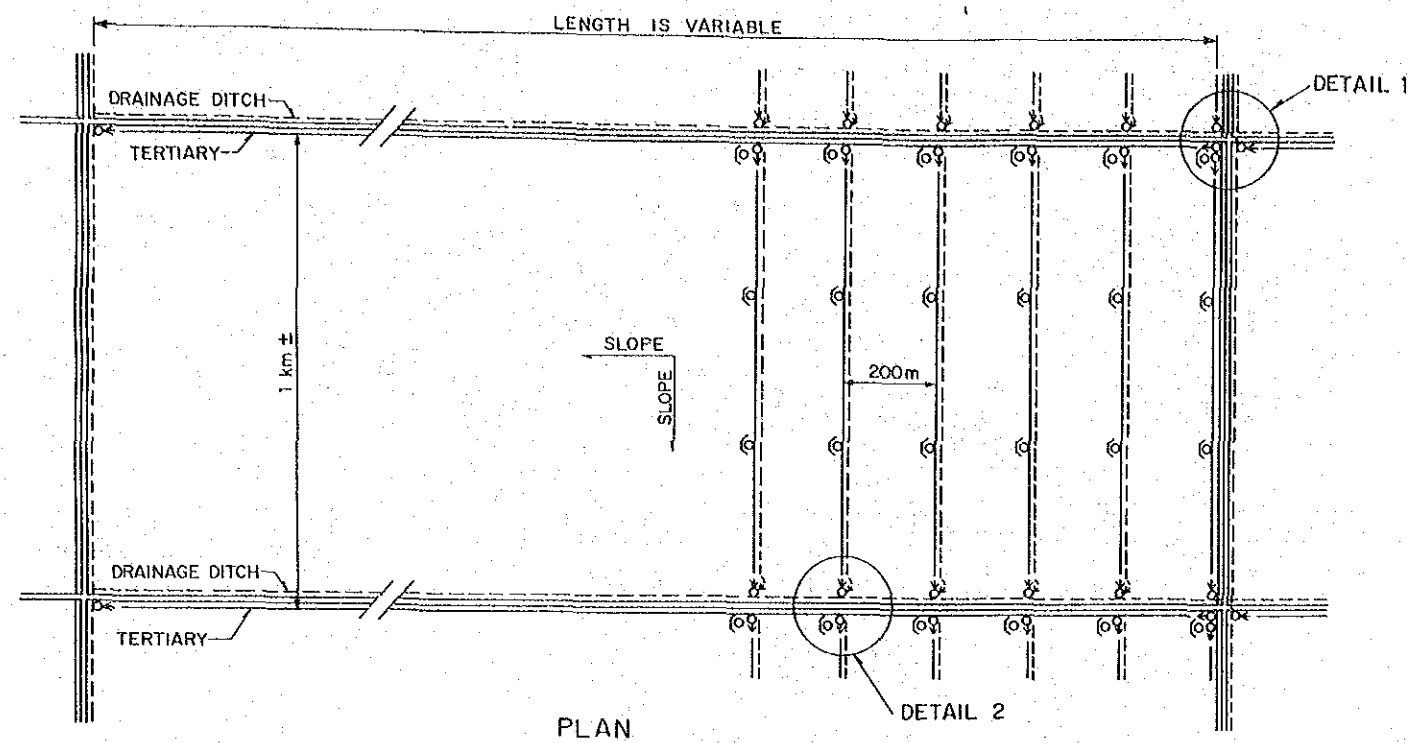 LENGTH IS VARIABLE
DETAIL 1
DRAINAGE DITCH
TERTIARY
1 km ±
SLOPE
SLOPE
200m
DRAINAGE DITCH
TERTIARY
DETAIL 2
PLAN